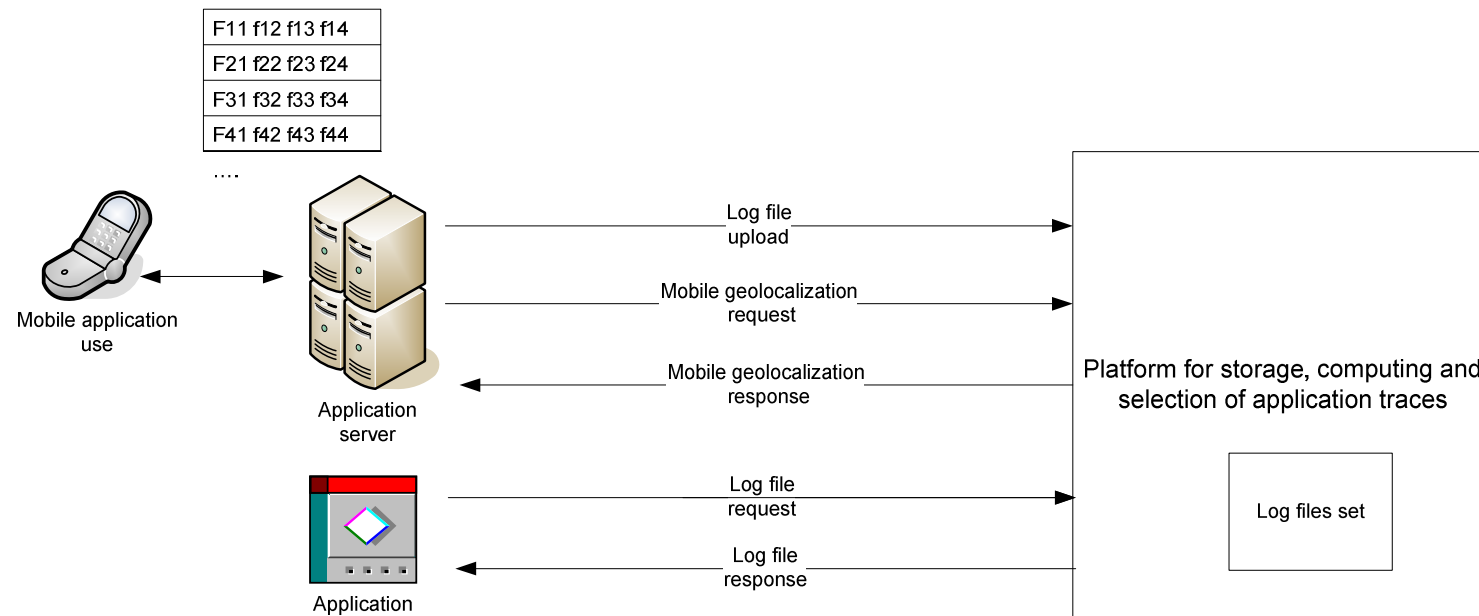 F11 f12 f13 f14
F21 f22 f23 f24
F31 f32 f33 f34
F41 f42 f43 f44
....
Mobile application
use
Application
server
Log file
upload
Mobile geolocalization
request
Mobile geolocalization
response
Log file
request
Log file
response
Application
Platform for storage, computing and
selection of application traces
Log files set